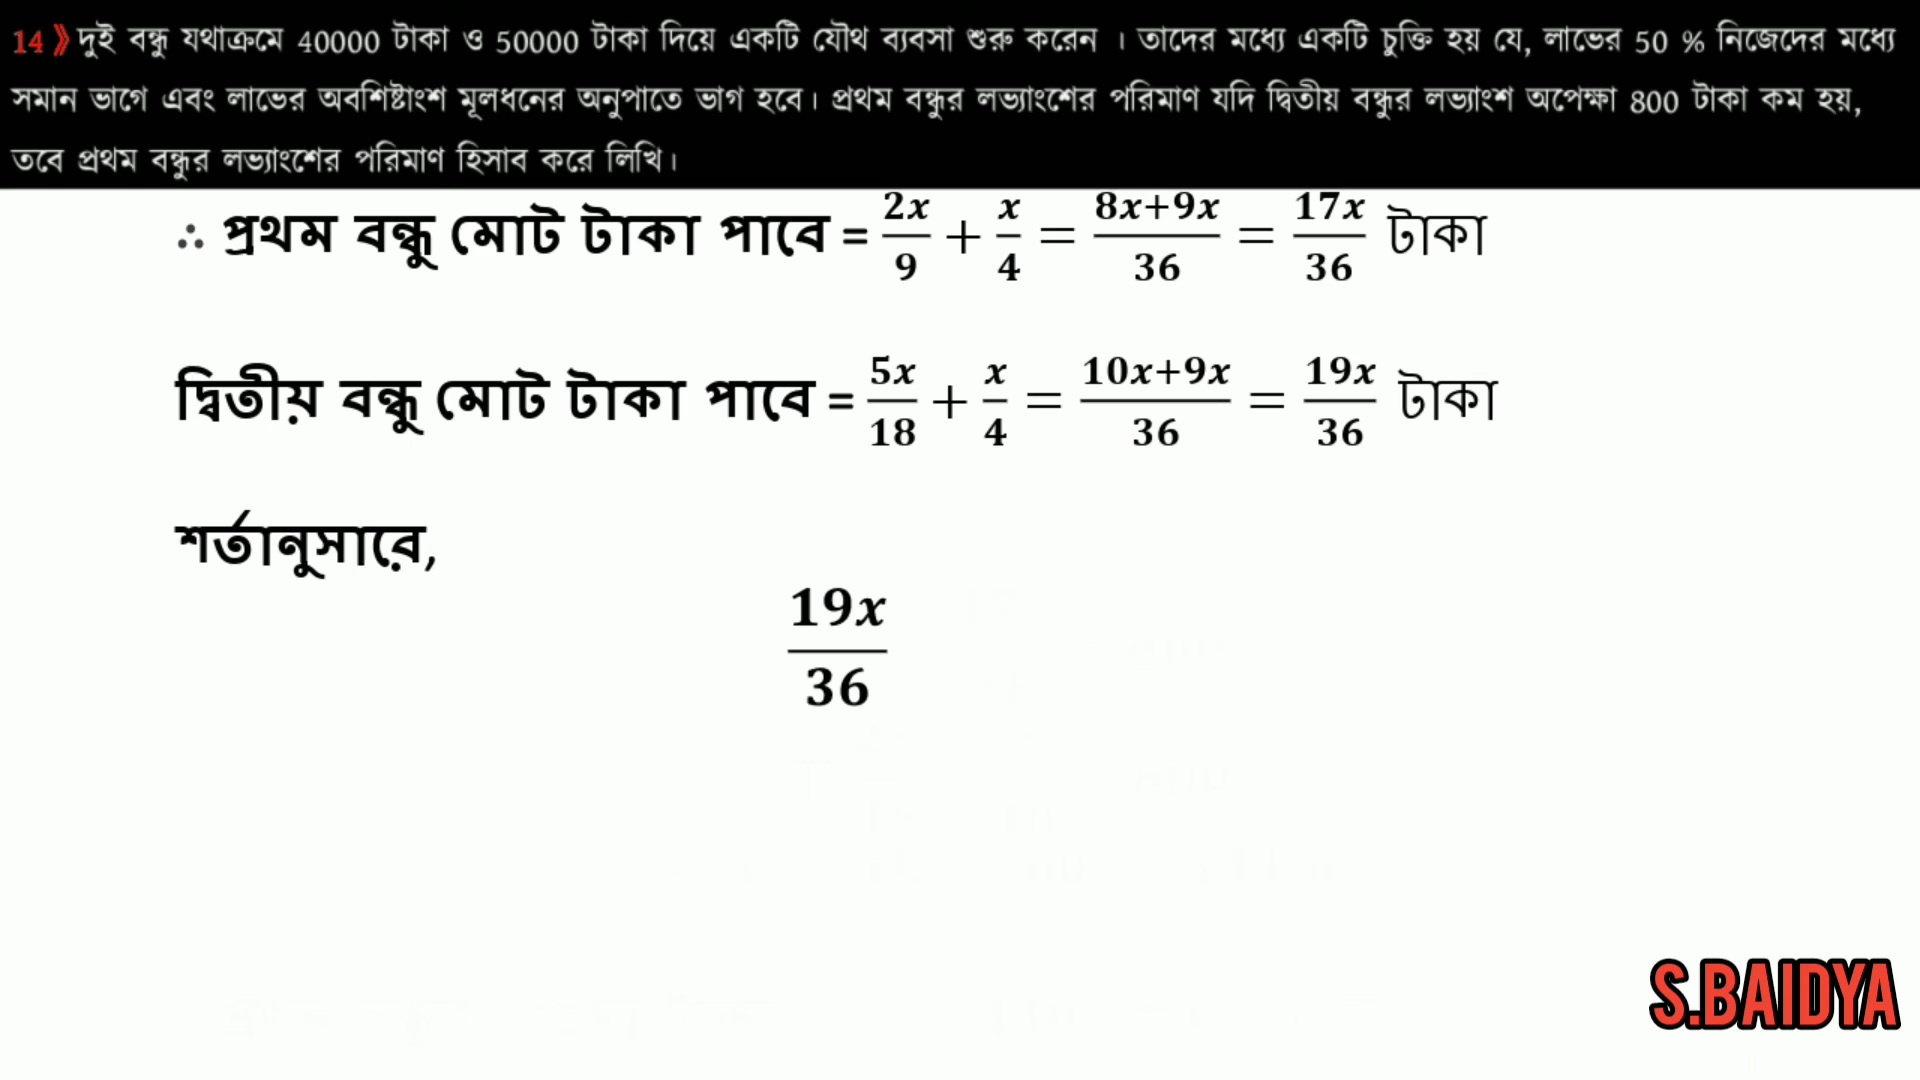 14》দুই বন্ধু যথাক্রমে 40000 টাকা ও 50000 টাকা দিয়ে একটি যৌথ ব্যবসা শুরু করেন । তাদের মধ্যে একটি চুক্তি হয় যে, লাভের 50 % নিজেদের মধ্যে
সমান ভাগে এবং লাভের অবশিষ্টাংশ মূলধনের অনুপাতে ভাগ হবে। প্রথম বন্ধুর লভ্যাংশের পরিমাণ যদি দ্বিতীয় বন্ধুর লভ্যাংশ অপেক্ষা 800 টাকা কম হয়,
তবে প্রথম বন্ধুর লভ্যাংশের পরিমাণ হিসাব করে লিখি।
∴ প্রথম বন্ধু মোট টাকা পাবে = 2x/9 + x/4 = 8x+9x/36 = 17x/36 টাকা
দ্বিতীয় বন্ধু মোট টাকা পাবে = 5x/18 + x/4 = 10x+9x/36 = 19x/36 টাকা
শর্তানুসারে,
19x/36
S.BAIDYA